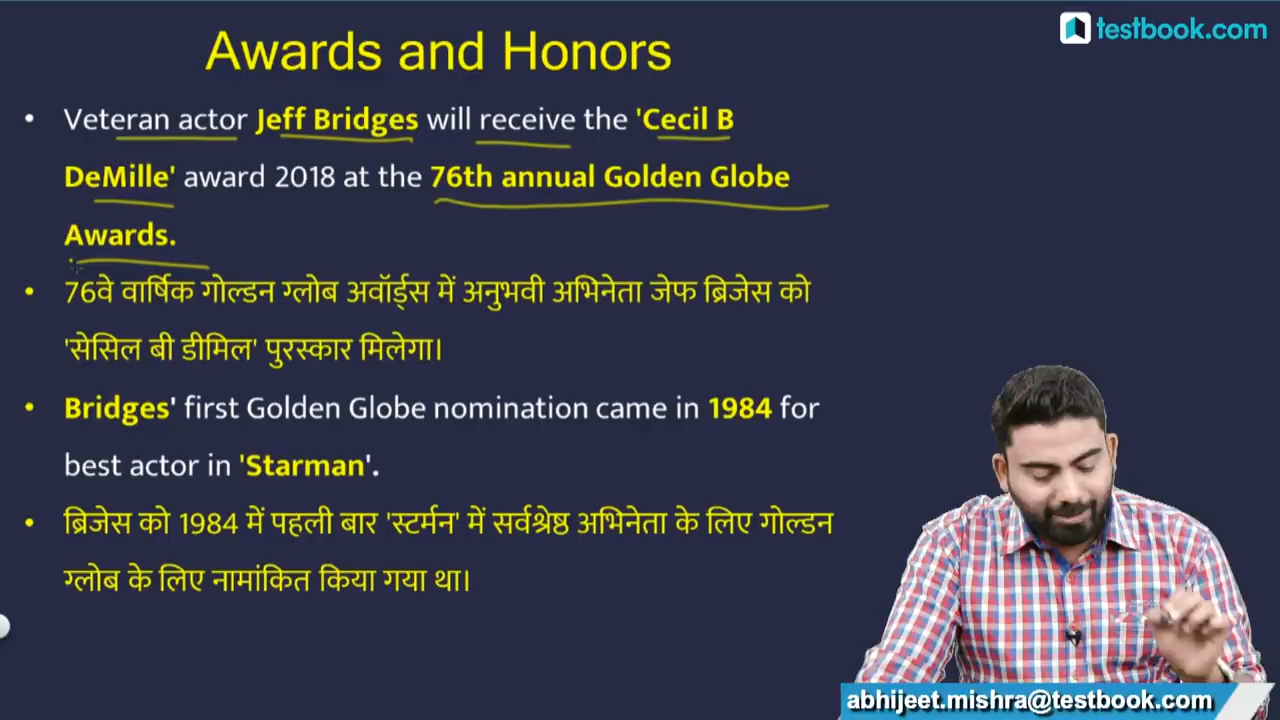 testbook.com
Awards and Honors
• Veteran actor Jeff Bridges will receive the 'Cecil B
DeMille' award 2018 at the 76th annual Golden Globe
Awards.
• 76वे वार्षिक गोल्डन ग्लोब अवॉर्ड्स में अनुभवी अभिनेता जेफ ब्रिजेस को
'सेसिल बी डीमिल' पुरस्कार मिलेगा।
• Bridges' first Golden Globe nomination came in 1984 for
best actor in 'Starman'.
• ब्रिजेस को 1984 में पहली बार 'स्टर्मन' में सर्वश्रेष्ठ अभिनेता के लिए गोल्डन
ग्लोब के लिए नामांकित किया गया था।
abhijeet.mishra@testbook.com